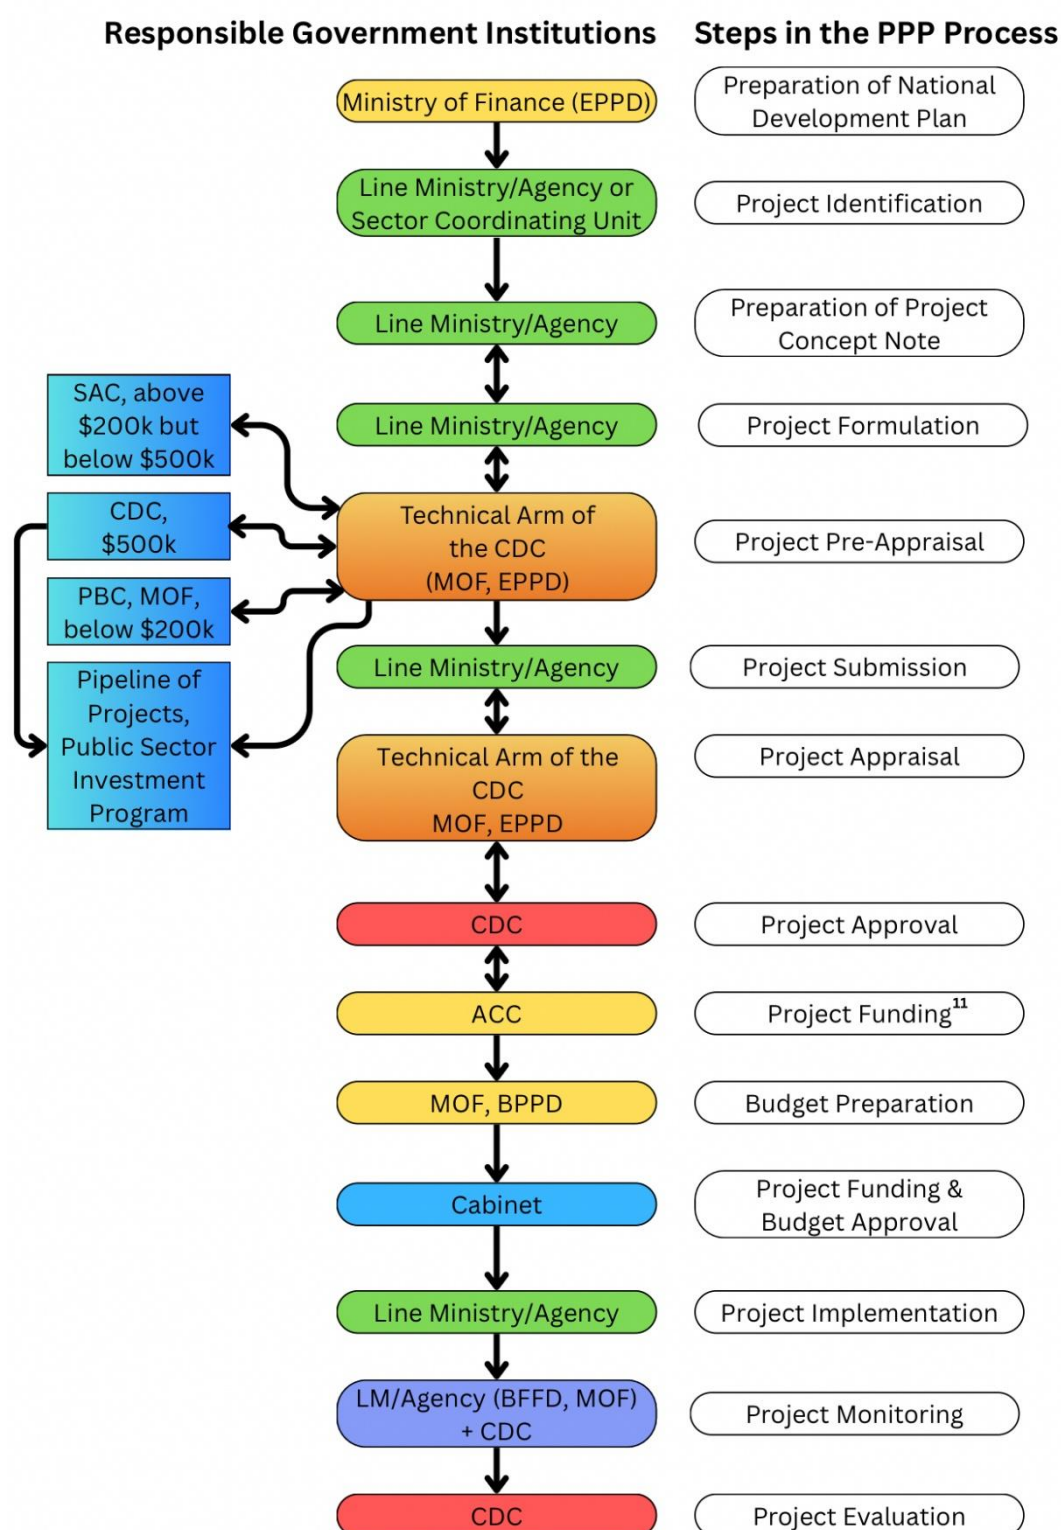 Responsible Government Institutions
Steps in the PPP Process
Ministry of Finance (EPPD)
Preparation of National
Development Plan
Line Ministry/Agency or
Sector Coordinating Unit
Project Identification
Line Ministry/Agency
Preparation of Project
Concept Note
Line Ministry/Agency
Project Formulation
SAC, above
$200k but
below $500k
CDC,
$500k
PBC, MOF,
below $200k
Pipeline of
Projects,
Public Sector
Investment
Program
Technical Arm of
the CDC
(MOF, EPPD)
Project Pre-Appraisal
Line Ministry/Agency
Project Submission
Technical Arm of the
CDC
MOF, EPPD
Project Appraisal
CDC
Project Approval
ACC
Project Funding¹¹
MOF, BPPD
Budget Preparation
Cabinet
Project Funding &
Budget Approval
Line Ministry/Agency
Project Implementation
LM/Agency (BFFD, MOF)
+ CDC
Project Monitoring
CDC
Project Evaluation